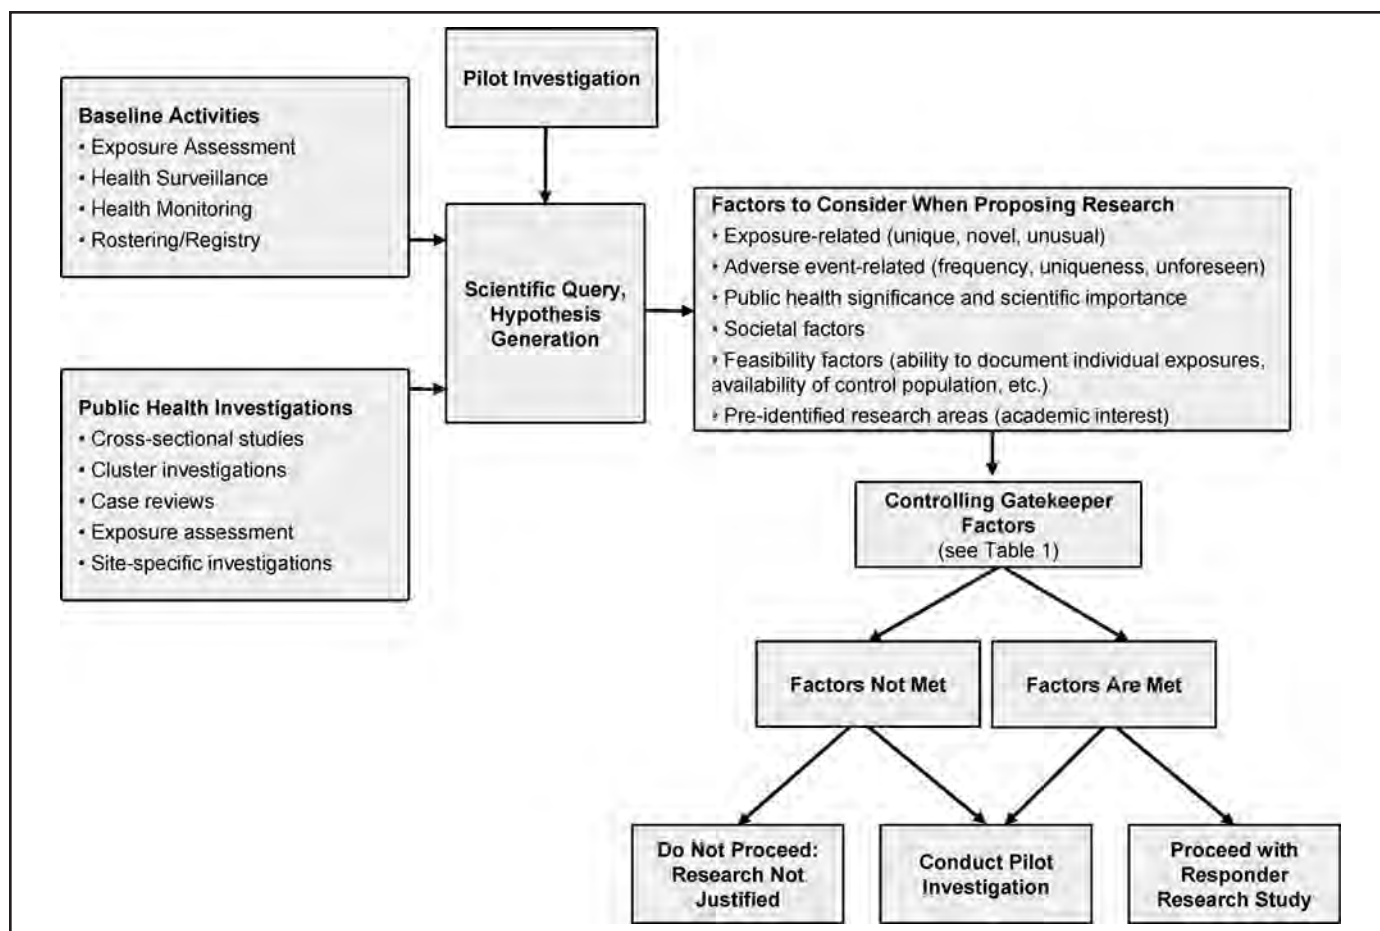 Pilot Investigation
Baseline Activities
• Exposure Assessment
• Health Surveillance
• Health Monitoring
• Rostering/Registry
Public Health Investigations
• Cross-sectional studies
• Cluster investigations
• Case reviews
• Exposure assessment
• Site-specific investigations
Scientific Query,
Hypothesis
Generation
Factors to Consider When Proposing Research
• Exposure-related (unique, novel, unusual)
• Adverse event-related (frequency, uniqueness, unforeseen)
• Public health significance and scientific importance
• Societal factors
• Feasibility factors (ability to document individual exposures,
availability of control population, etc.)
• Pre-identified research areas (academic interest)
Controlling Gatekeeper
Factors
(see Table 1)
Factors Not Met
Factors Are Met
Do Not Proceed:
Research Not
Justified
Conduct Pilot
Investigation
Proceed with
Responder
Research Study